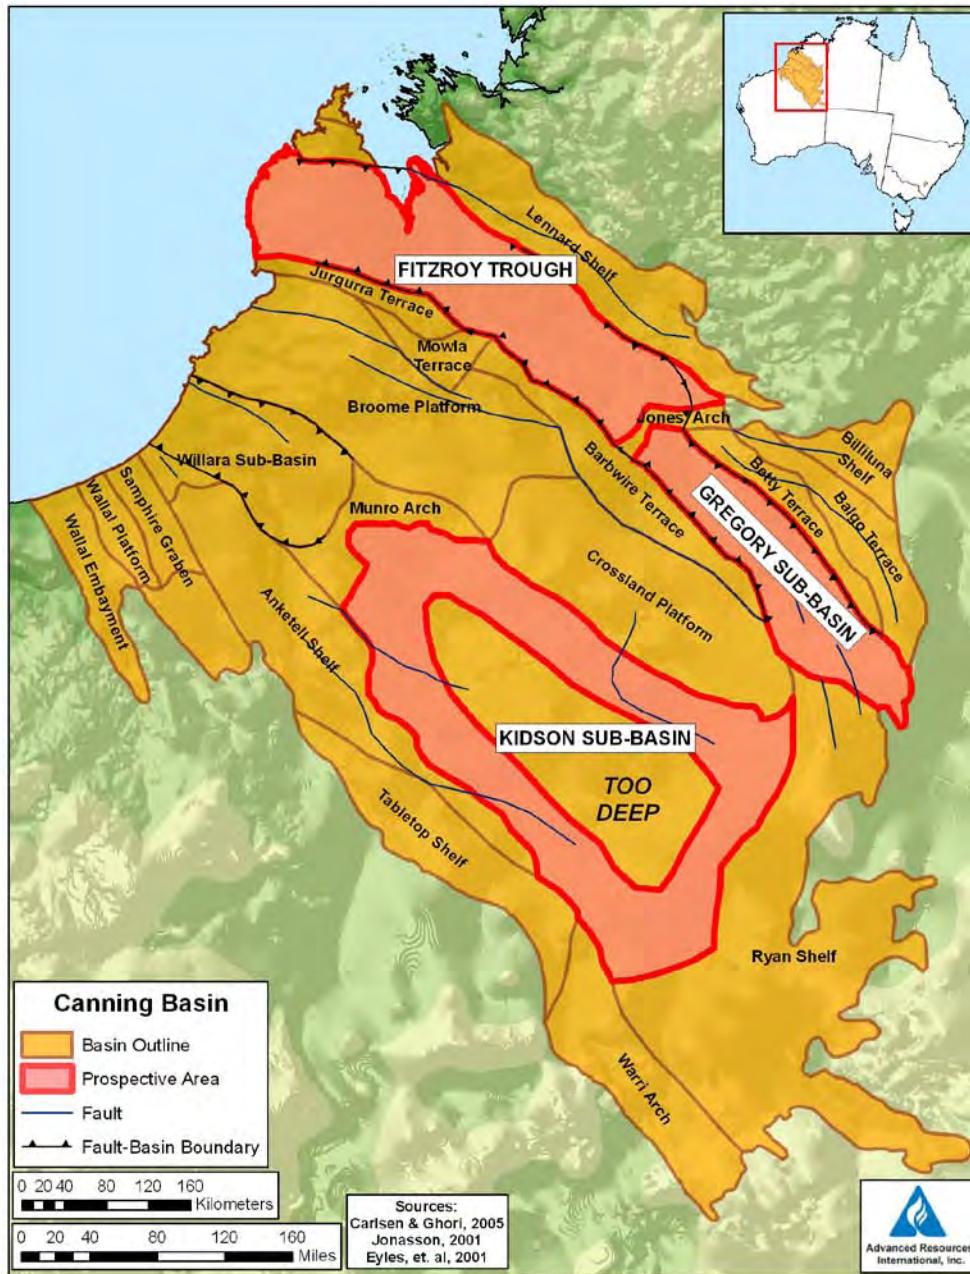 Lennard Shelf
FITZROY TROUGH
Jurgurra Terrace
Mowla
Terrace
Broome Platform
Jones Arch
Billiluna
Shelf
Betty Terrace
Balgo Terrace
Barbwire Terrace
GREGORY SUB-BASIN
Willara Sub-Basin
Samphire Graben
Wallal Platform
Wallal Embayment
Munro Arch
Crossland Platform
Anketell Shelf
KIDSON SUB-BASIN
TOO
DEEP
Tabletop Shelf
Ryan Shelf
Warri Arch
Canning Basin
Basin Outline
Prospective Area
Fault
Fault-Basin Boundary
0 20 40 80 120 160
Kilometers
0 20 40 80 120 160
Miles
Sources:
Carlsen & Ghori, 2005
Jonasson, 2001
Eyles, et. al, 2001
Advanced Resources
International, Inc.